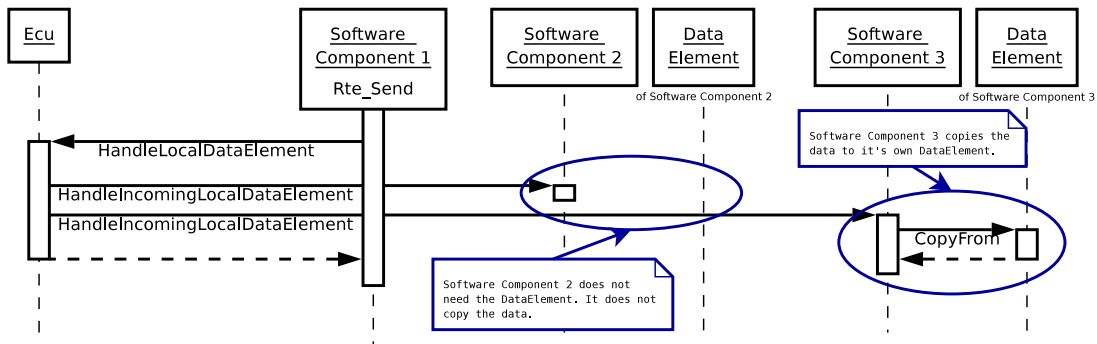 Ecu
Software
Component 1
Rte_Send
Software
Component 2
Data
Element
of Software Component 2
Software
Component 3
Data
Element
of Software Component 3
Software Component 3 copies the
data to it's own DataElement.
HandleLocalDataElement
HandleIncomingLocalDataElement
HandleIncomingLocalDataElement
CopyFrom
Software Component 2 does not
need the DataElement. It does not
copy the data.